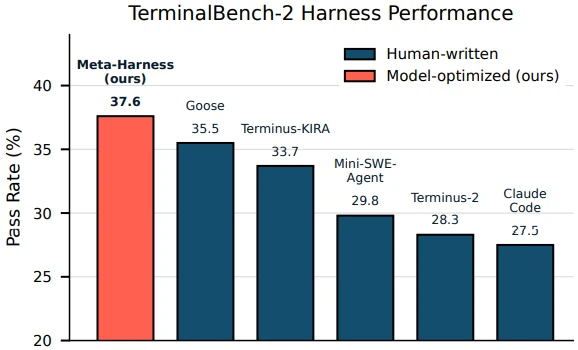 TerminalBench-2 Harness Performance
Human-written
Model-optimized (ours)
Pass Rate (%)
40
35
30
25
20
Meta-Harness
(ours)
37.6
Goose
35.5
Terminus-KIRA
33.7
Mini-SWE-
Agent
29.8
Terminus-2
28.3
Claude
Code
27.5